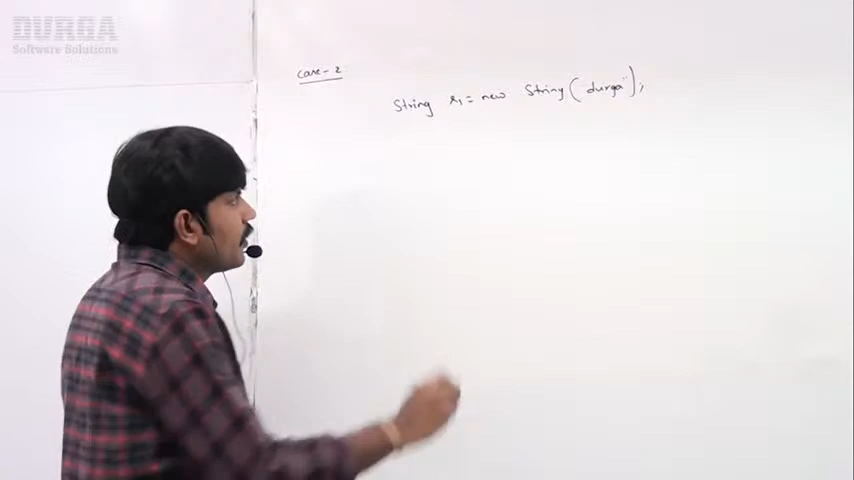 DURGA
Software Solutions
Case-2
String s1 = new String("durga");